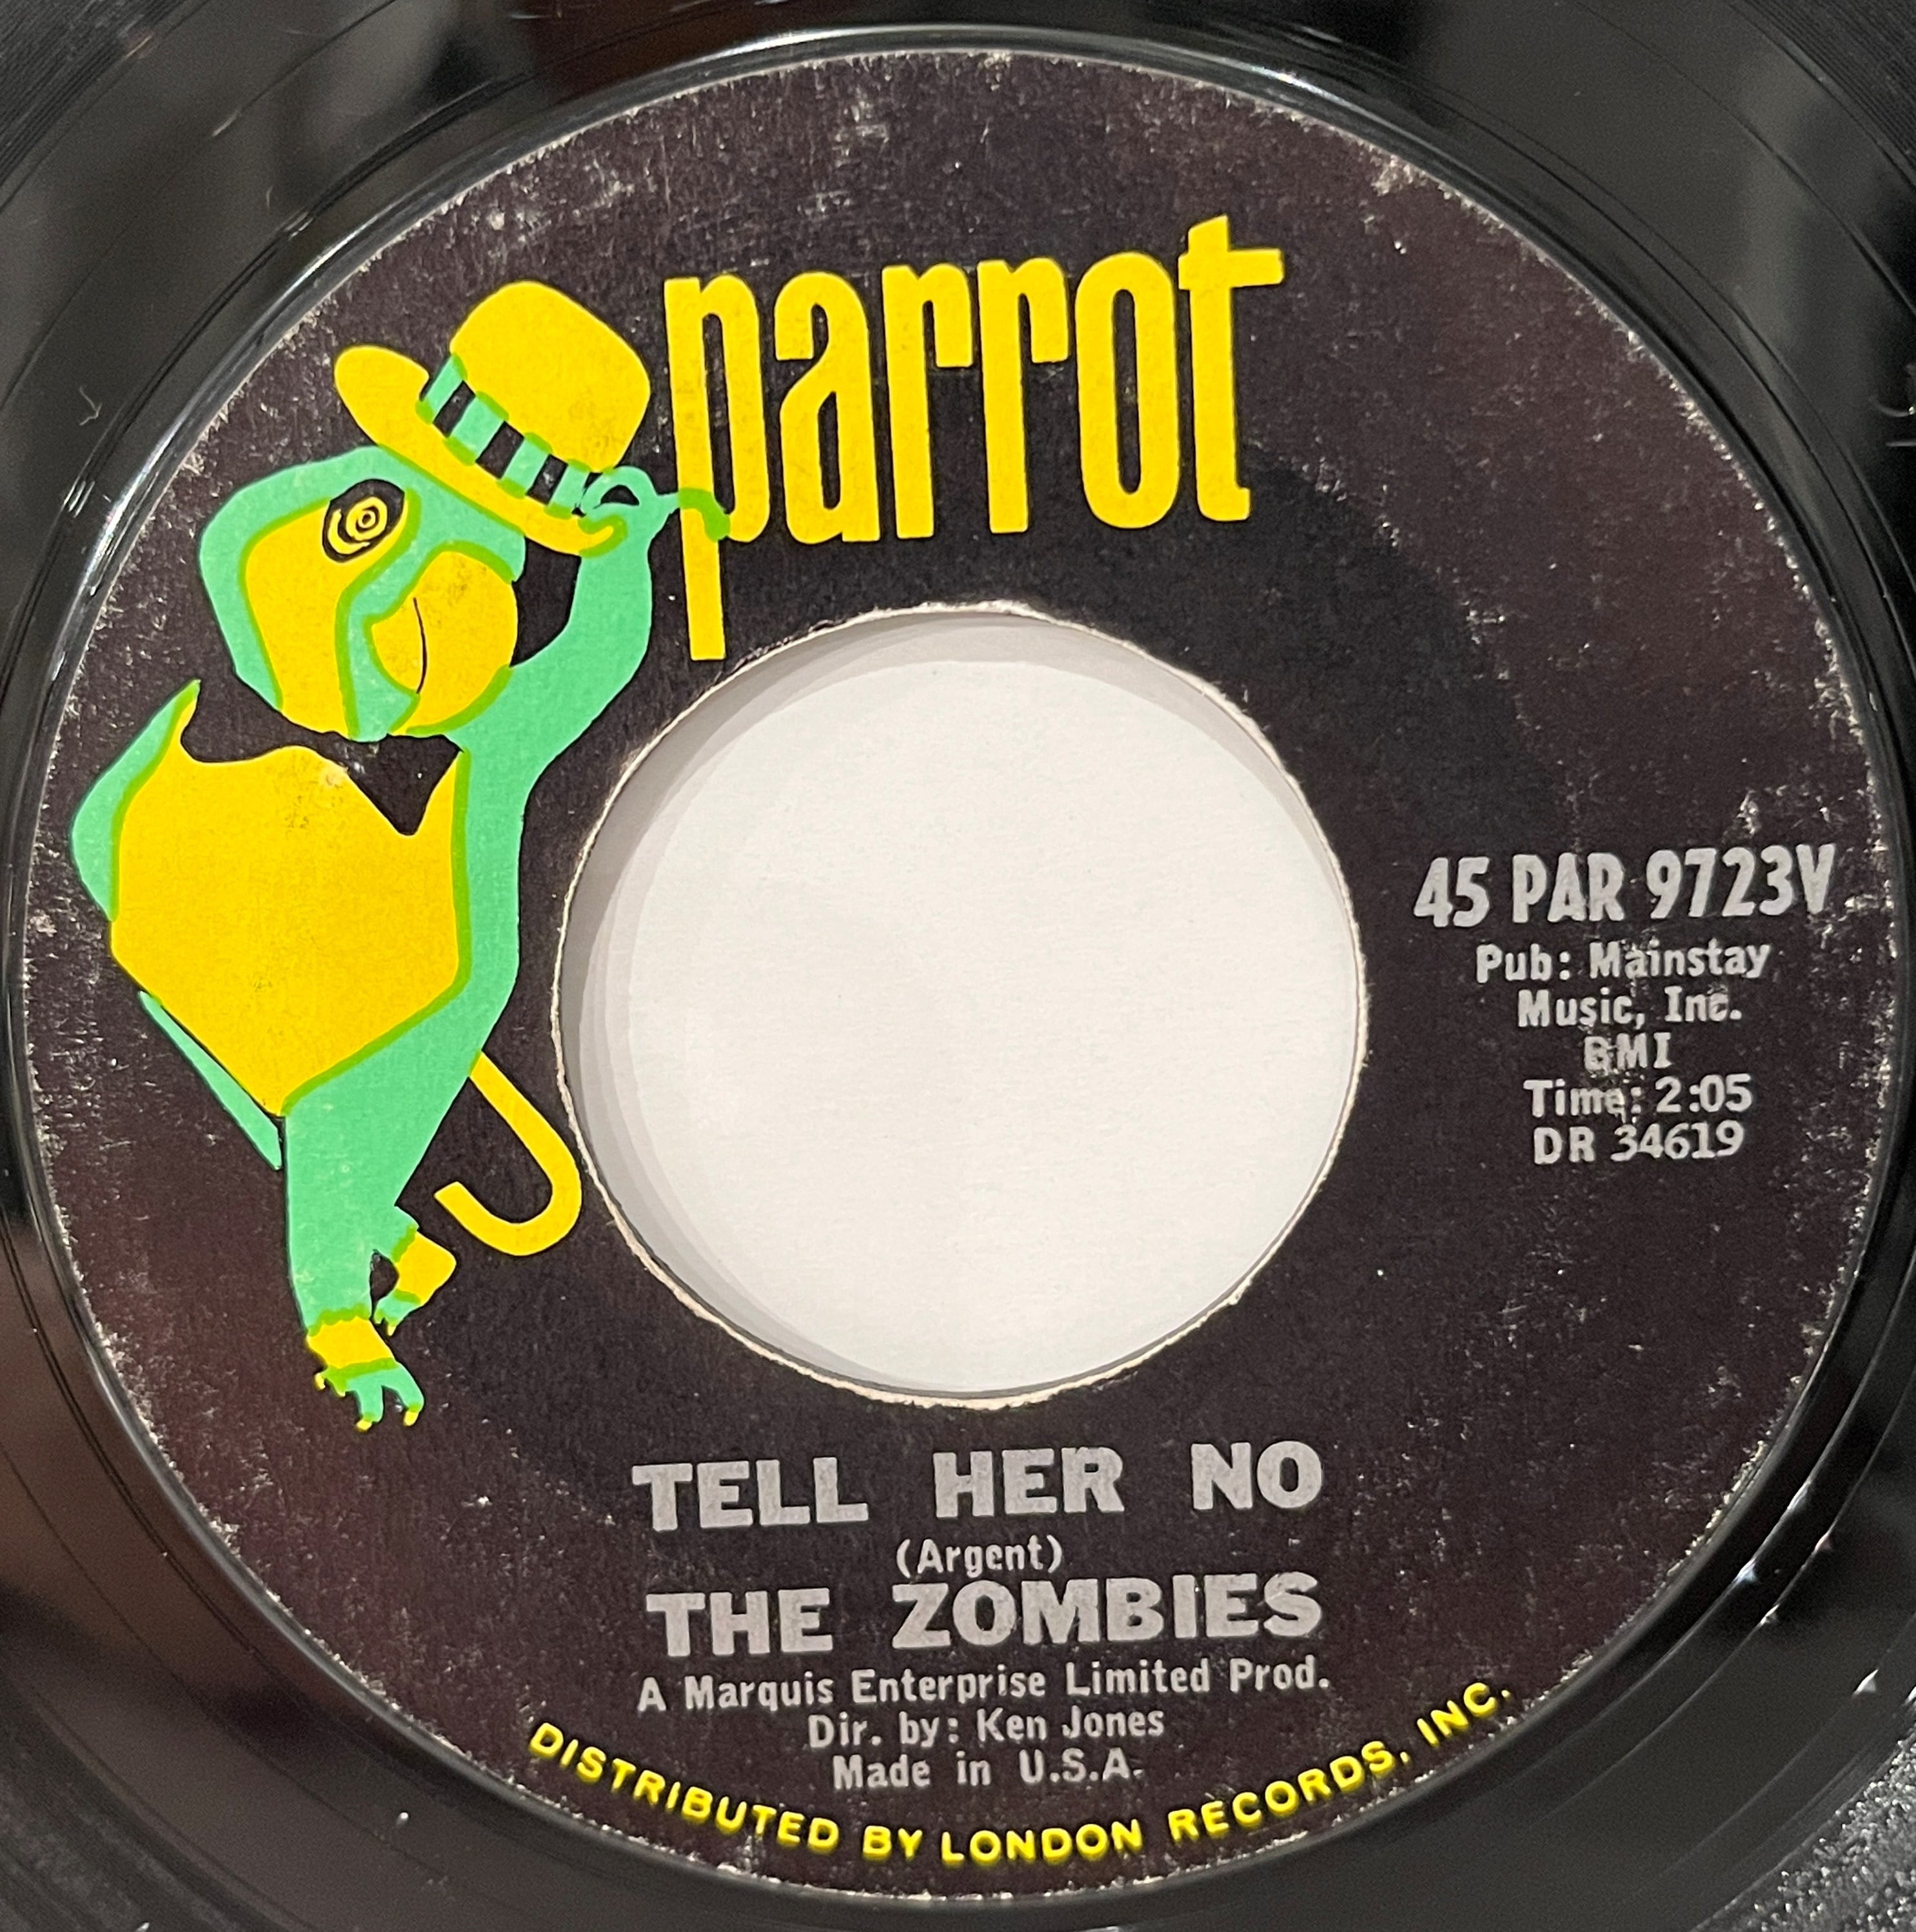 parrot
45 PAR 9723V
Pub: Mainstay
Music, Inc.
BMI
Time: 2:05
DR 34619
TELL HER NO
(Argent)
THE ZOMBIES
A Marquis Enterprise Limited Prod.
Dir. by: Ken Jones
Made in U.S.A.
DISTRIBUTED BY LONDON RECORDS, INC.